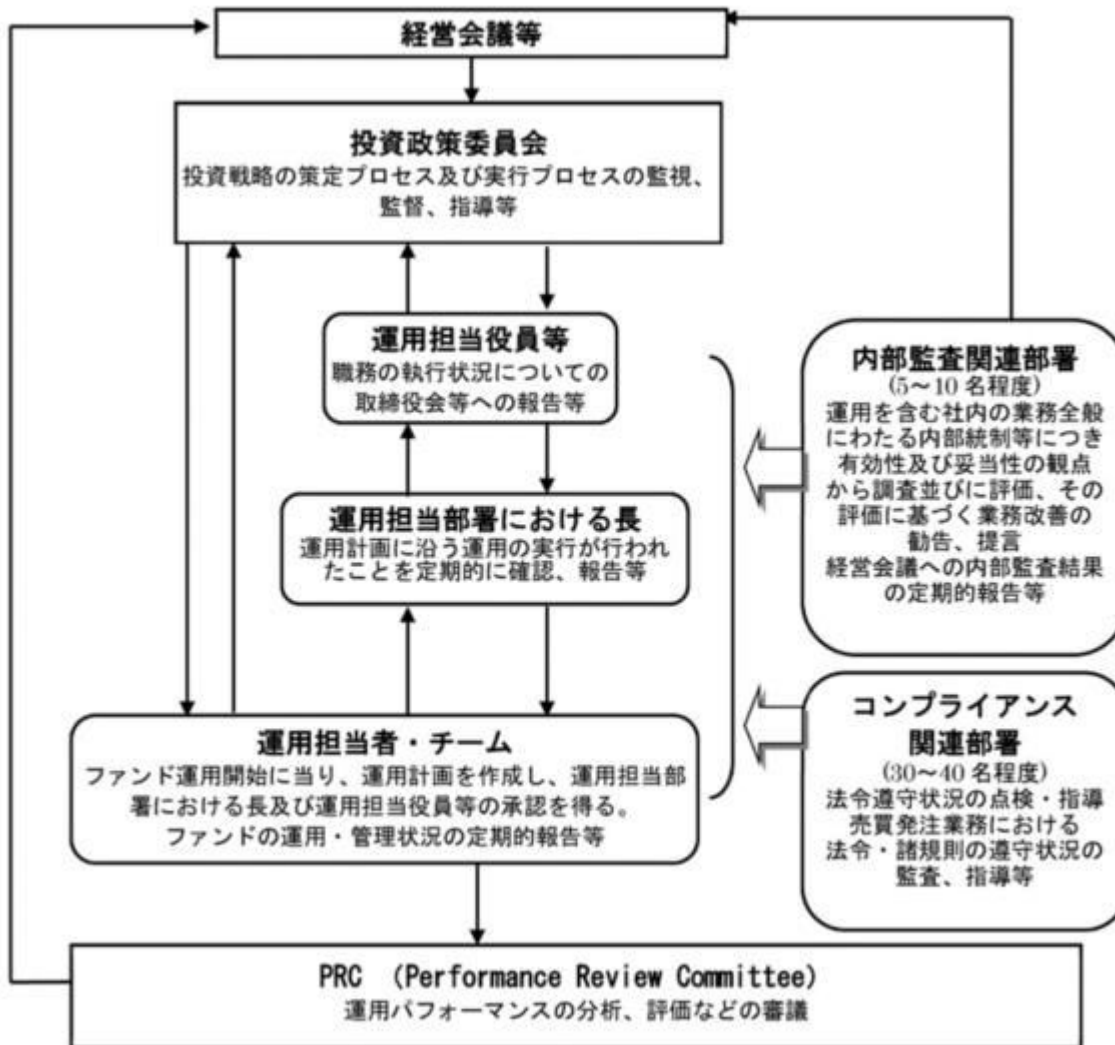 経営会議等
投資政策委員会
投資戦略の策定プロセス及び実行プロセスの監視、
監督、指導等
運用担当役員等
職務の執行状況についての
取締役会等への報告等
運用担当部署における長
運用計画に沿う運用の実行が行われ
たことを定期的に確認、報告等
運用担当者・チーム
ファンド運用開始に当り、運用計画を作成し、運用担当部
署における長及び運用担当役員等の承認を得る。
ファンドの運用・管理状況の定期的報告等
内部監査関連部署
(5～10 名程度)
運用を含む社内の業務全般
にわたる内部統制等につき
有効性及び妥当性の観点
から調査並びに評価、その
評価に基づく業務改善の
勧告、提言
経営会議への内部監査結果
の定期的報告等
コンプライアンス
関連部署
(30～40 名程度)
法令遵守状況の点検・指導
売買発注業務における
法令・諸規則の遵守状況の
監査、指導等
PRC （Performance Review Committee）
運用パフォーマンスの分析、評価などの審議